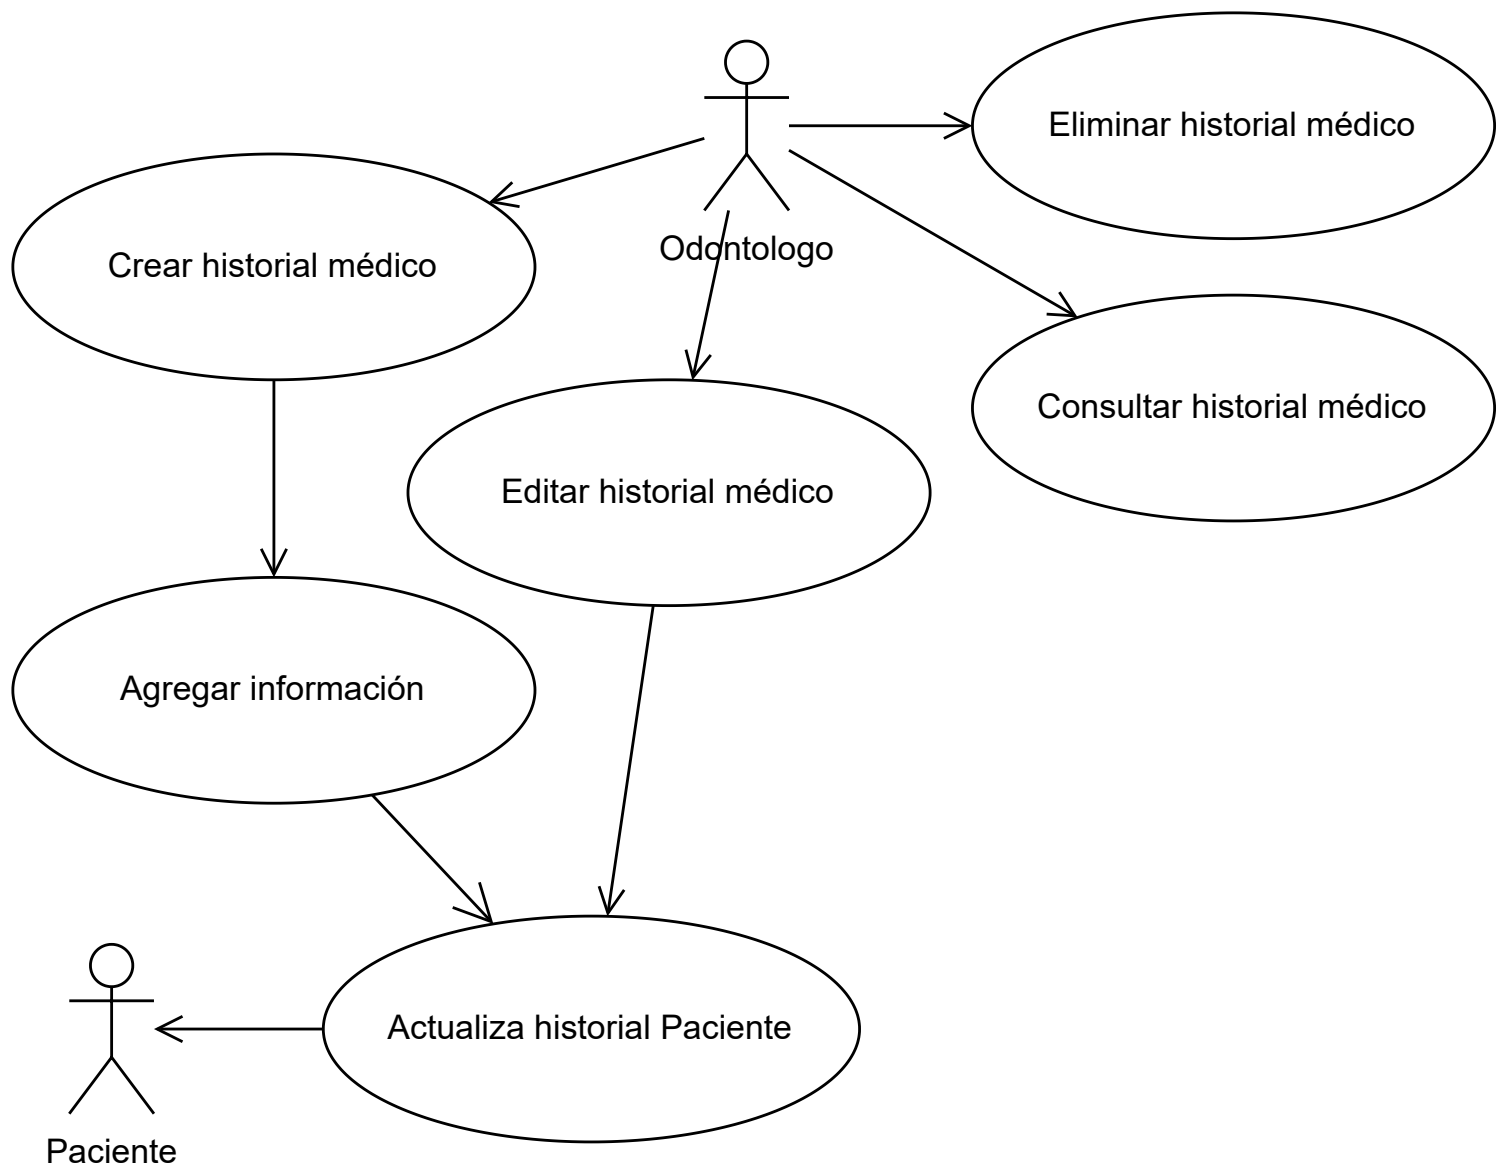 Eliminar historial médico
Odontologo
Crear historial médico
Consultar historial médico
Editar historial médico
Agregar información
Actualiza historial Paciente
Paciente